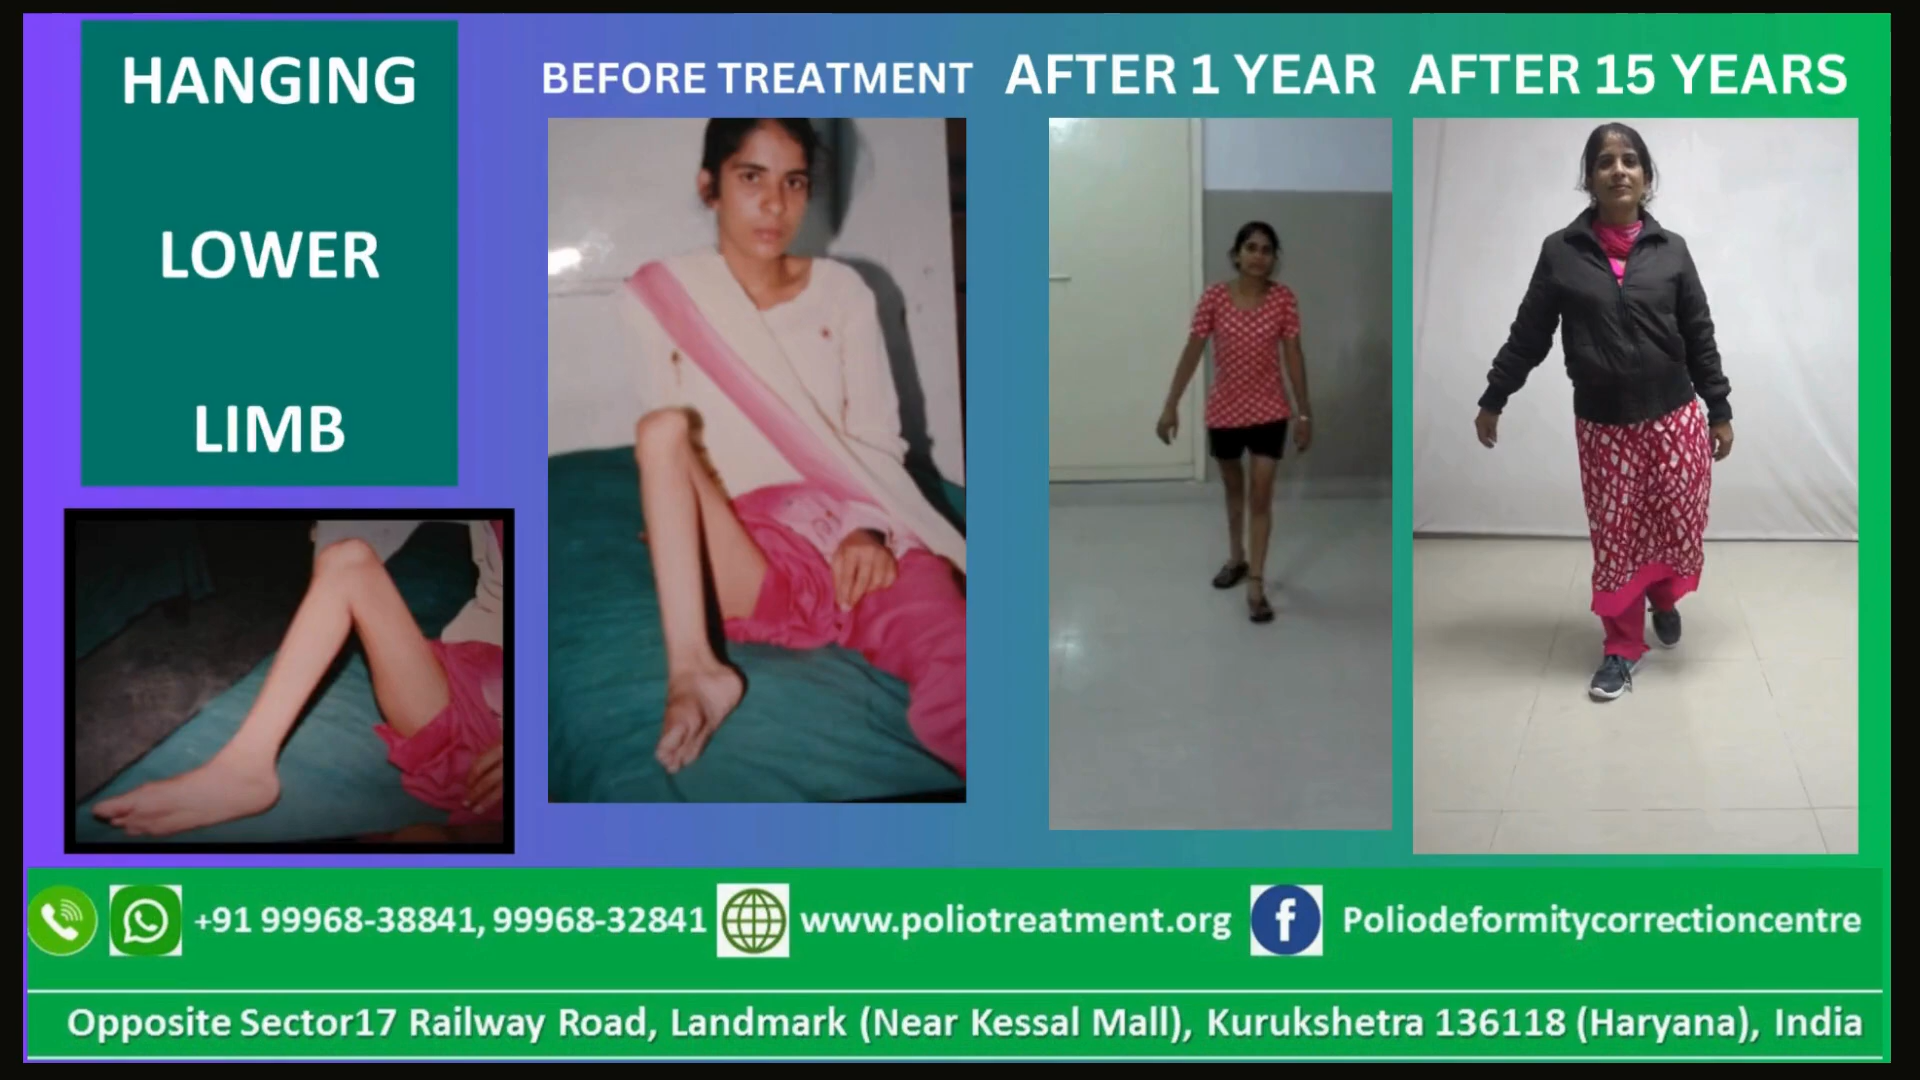 HANGING
LOWER
LIMB
BEFORE TREATMENT
AFTER 1 YEAR
AFTER 15 YEARS
+91 99968-38841, 99968-32841
www.poliotreatment.org
f
Poliodeformitycorrectioncentre
Opposite Sector17 Railway Road, Landmark (Near Kessal Mall), Kurukshetra 136118 (Haryana), India